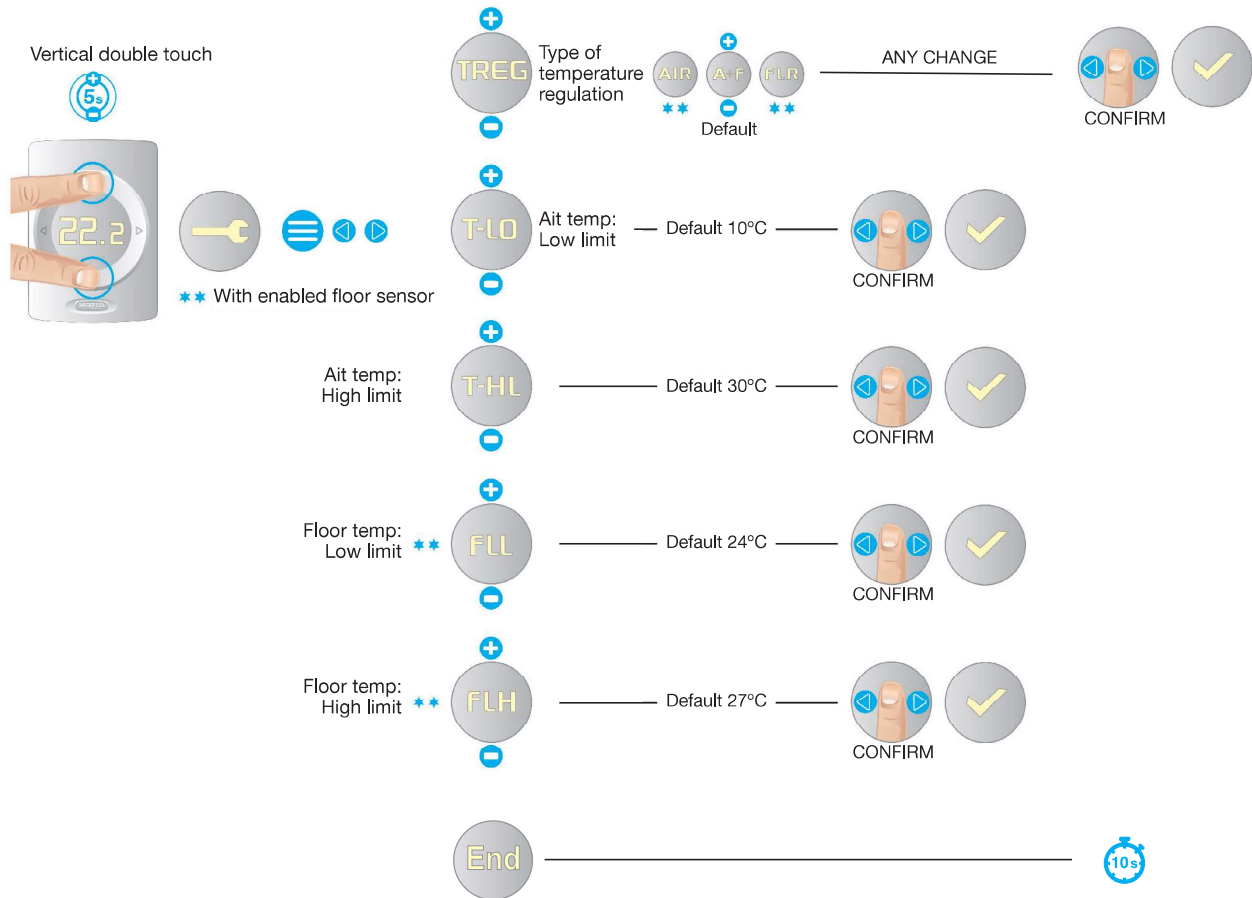 Vertical double touch
5s
22.2
With enabled floor sensor
TREG
Type of
temperature
regulation
AIR
A+F
FLR
Default
ANY CHANGE
CONFIRM
T-LO
Ait temp:
Low limit
Default 10°C
CONFIRM
Ait temp:
High limit
T-HL
Default 30°C
CONFIRM
Floor temp:
Low limit
FLL
Default 24°C
CONFIRM
Floor temp:
High limit
FLH
Default 27°C
CONFIRM
End
10s